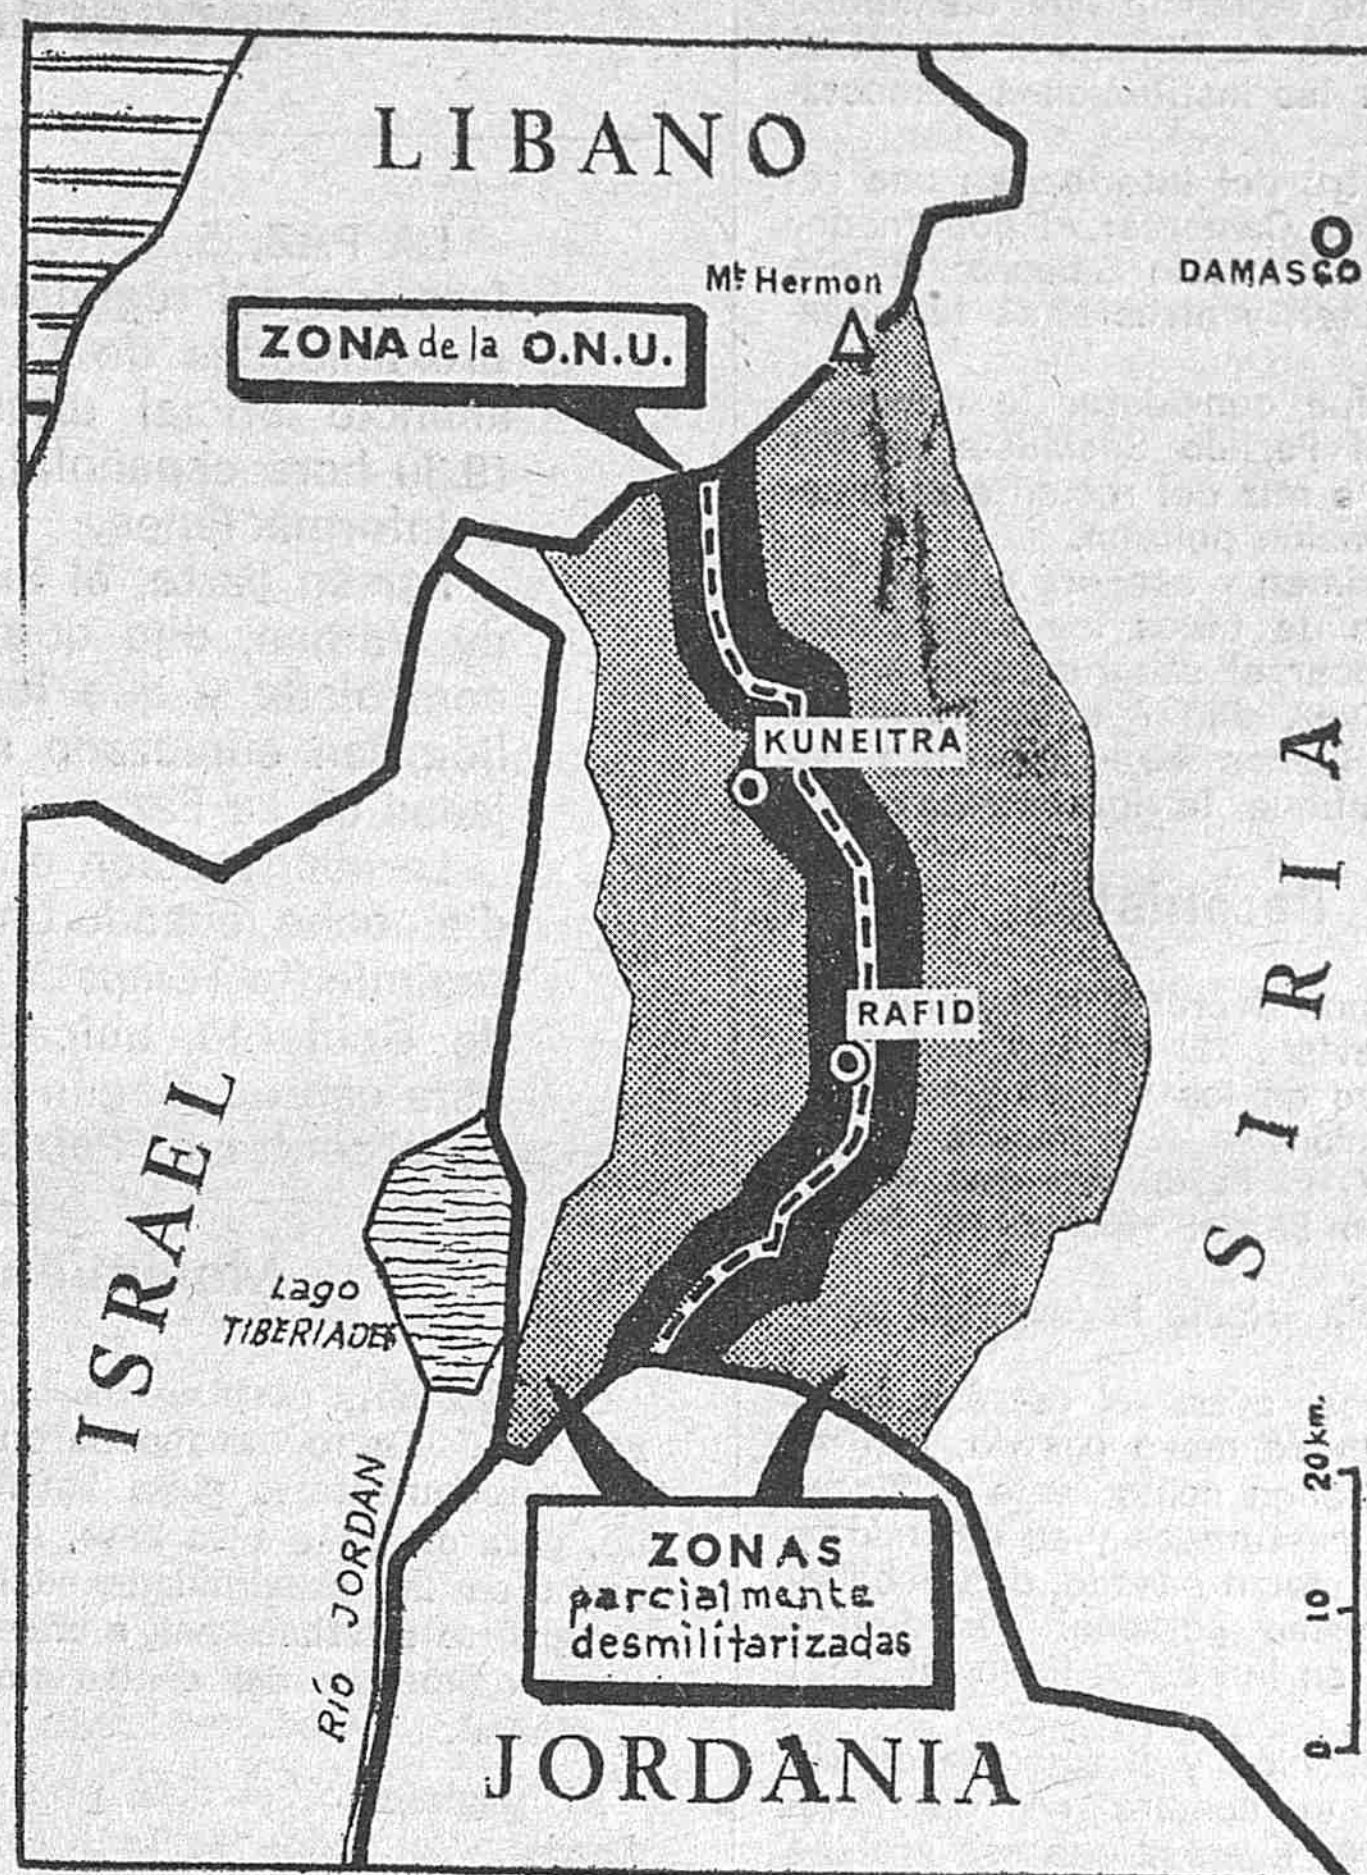 LIBANO
DAMASCO
Mt Hermon
ZONA de la O.N.U.
KUNEITRA
SIRIA
RAFID
ISRAEL
Lago
TIBERIADES
RÍO JORDAN
20 km.
10
0
ZONAS
parcialmente
desmilitarizadas
JORDANIA